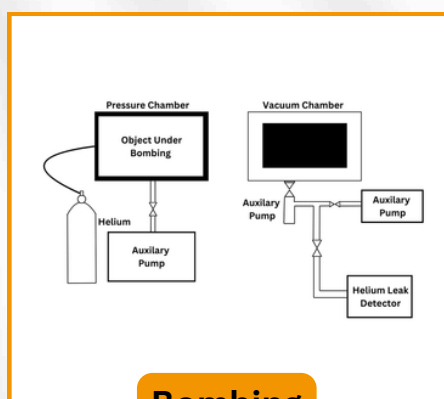 Pressure Chamber
Object Under
Bombing
Helium
Auxilary
Pump
Vacuum Chamber
Auxilary
Pump
Auxilary
Pump
Helium Leak
Detector
Bombing